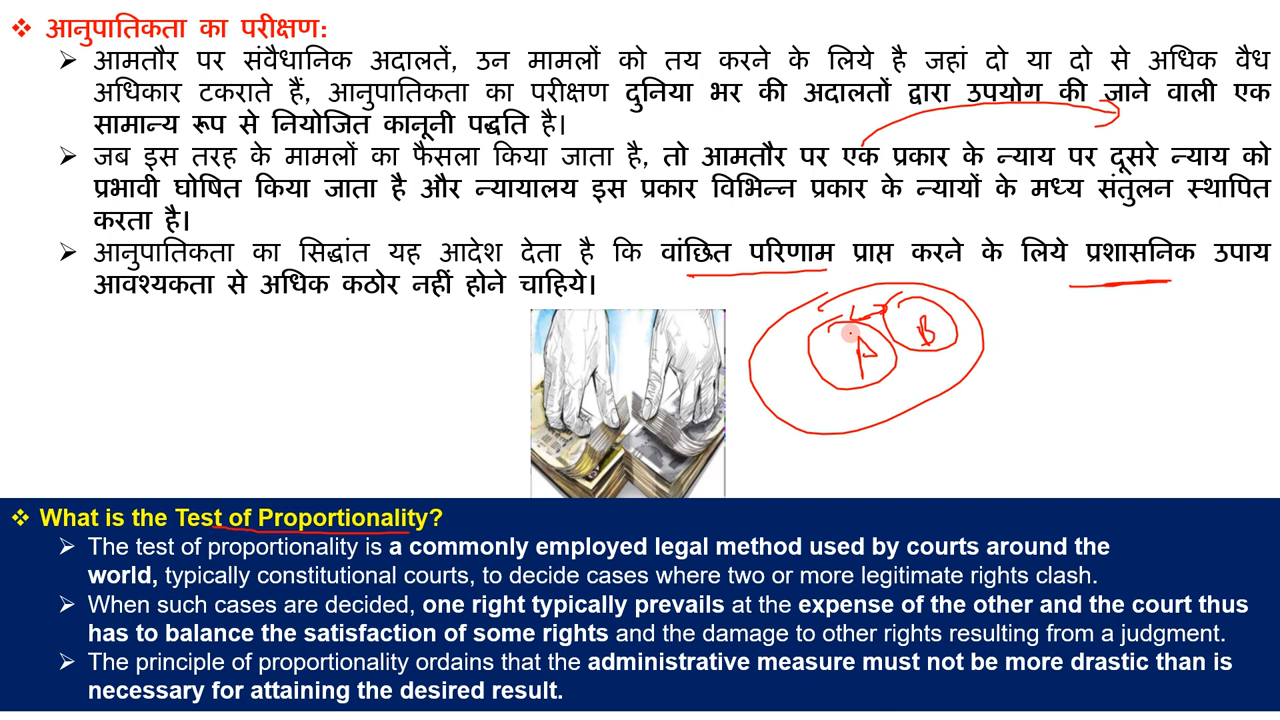 ❖ आनुपातिकता का परीक्षण:
➢ आमतौर पर संवैधानिक अदालतें, उन मामलों को तय करने के लिये है जहां दो या दो से अधिक वैध
अधिकार टकराते हैं, आनुपातिकता का परीक्षण दुनिया भर की अदालतों द्वारा उपयोग की जाने वाली एक
सामान्य रूप से नियोजित कानूनी पद्धति है।
➢ जब इस तरह के मामलों का फैसला किया जाता है, तो आमतौर पर एक प्रकार के न्याय पर दूसरे न्याय को
प्रभावी घोषित किया जाता है और न्यायालय इस प्रकार विभिन्न प्रकार के न्यायों के मध्य संतुलन स्थापित
करता है।
➢ आनुपातिकता का सिद्धांत यह आदेश देता है कि वांछित परिणाम प्राप्त करने के लिये प्रशासनिक उपाय
आवश्यकता से अधिक कठोर नहीं होने चाहिये।
A B
❖ What is the Test of Proportionality?
➢ The test of proportionality is a commonly employed legal method used by courts around the
world, typically constitutional courts, to decide cases where two or more legitimate rights clash.
➢ When such cases are decided, one right typically prevails at the expense of the other and the court thus
has to balance the satisfaction of some rights and the damage to other rights resulting from a judgment.
➢ The principle of proportionality ordains that the administrative measure must not be more drastic than is
necessary for attaining the desired result.